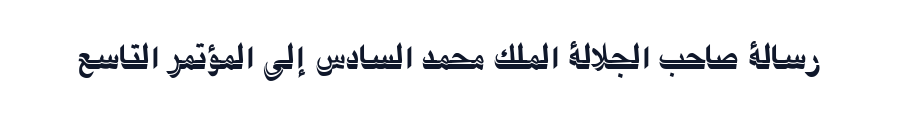 رسالة صاحب الجلالة الملك محمد السادس إلى المؤتمر التاسع